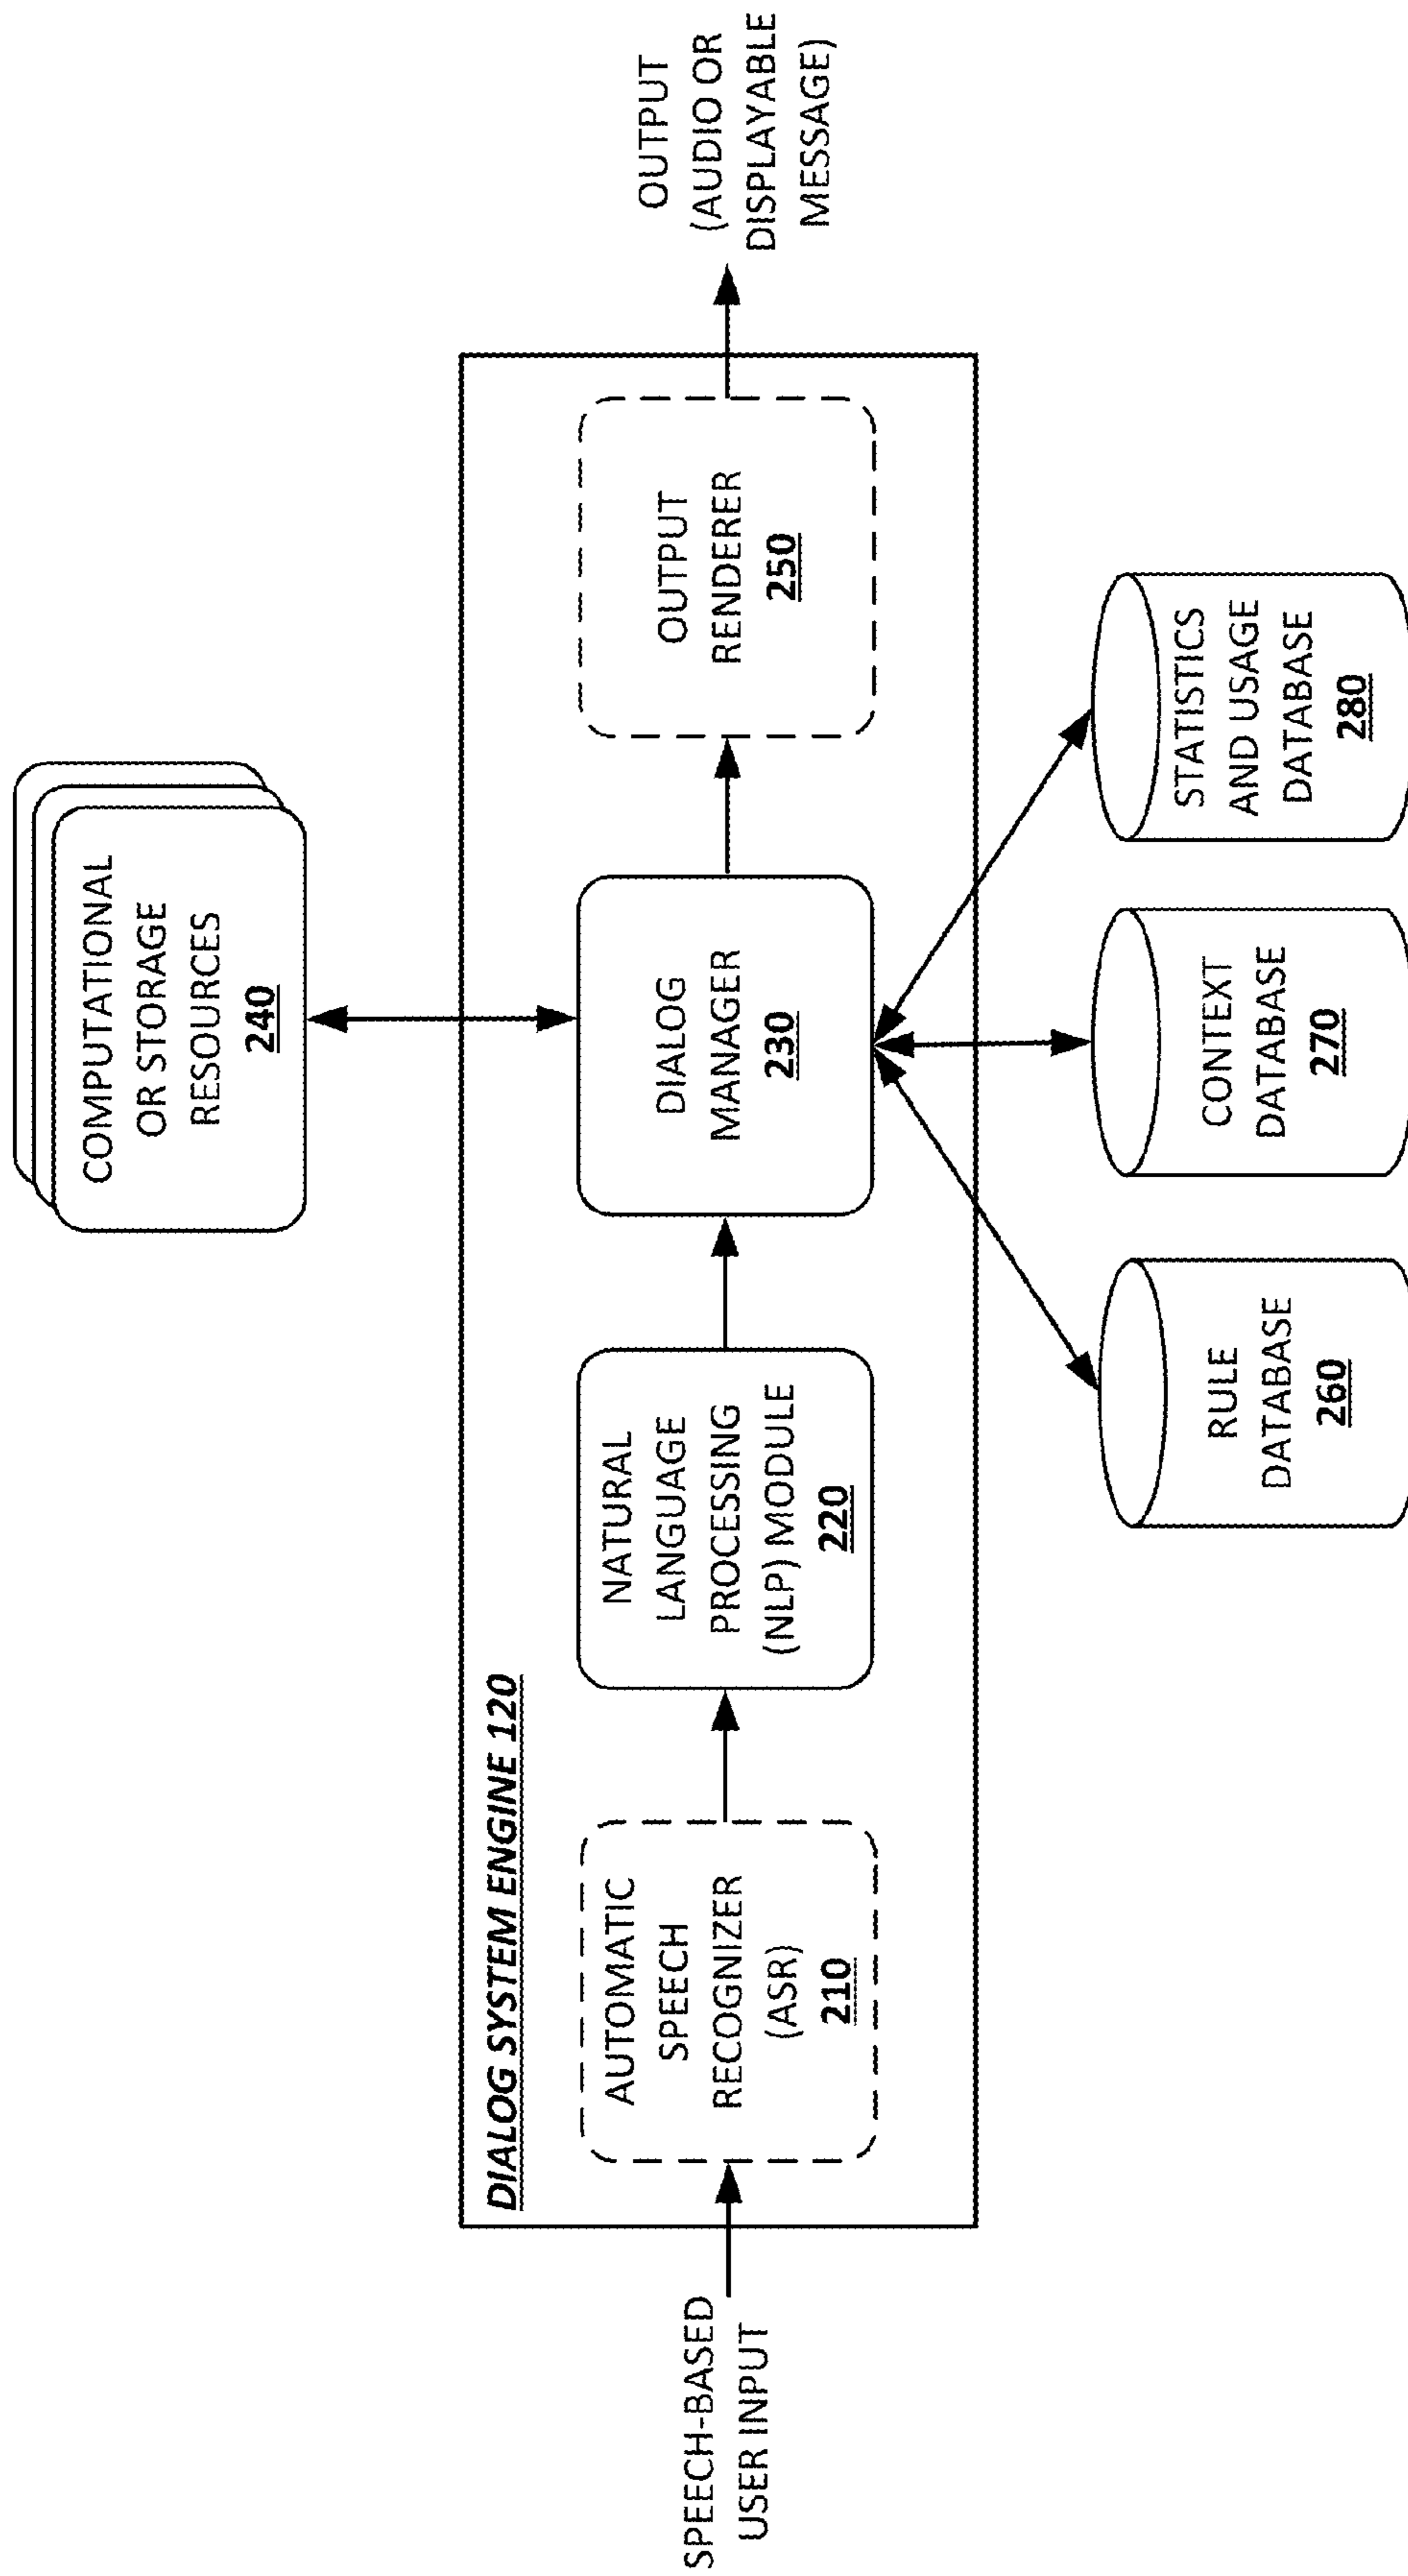 COMPUTATIONAL
OR STORAGE
RESOURCES
240
DIALOG SYSTEM ENGINE 120
SPEECH-BASED
USER INPUT
AUTOMATIC
SPEECH
RECOGNIZER
(ASR)
210
NATURAL
LANGUAGE
PROCESSING
(NLP) MODULE
220
DIALOG
MANAGER
230
OUTPUT
RENDERER
250
OUTPUT
(AUDIO OR
DISPLAYABLE
MESSAGE)
RULE
DATABASE
260
CONTEXT
DATABASE
270
STATISTICS
AND USAGE
DATABASE
280